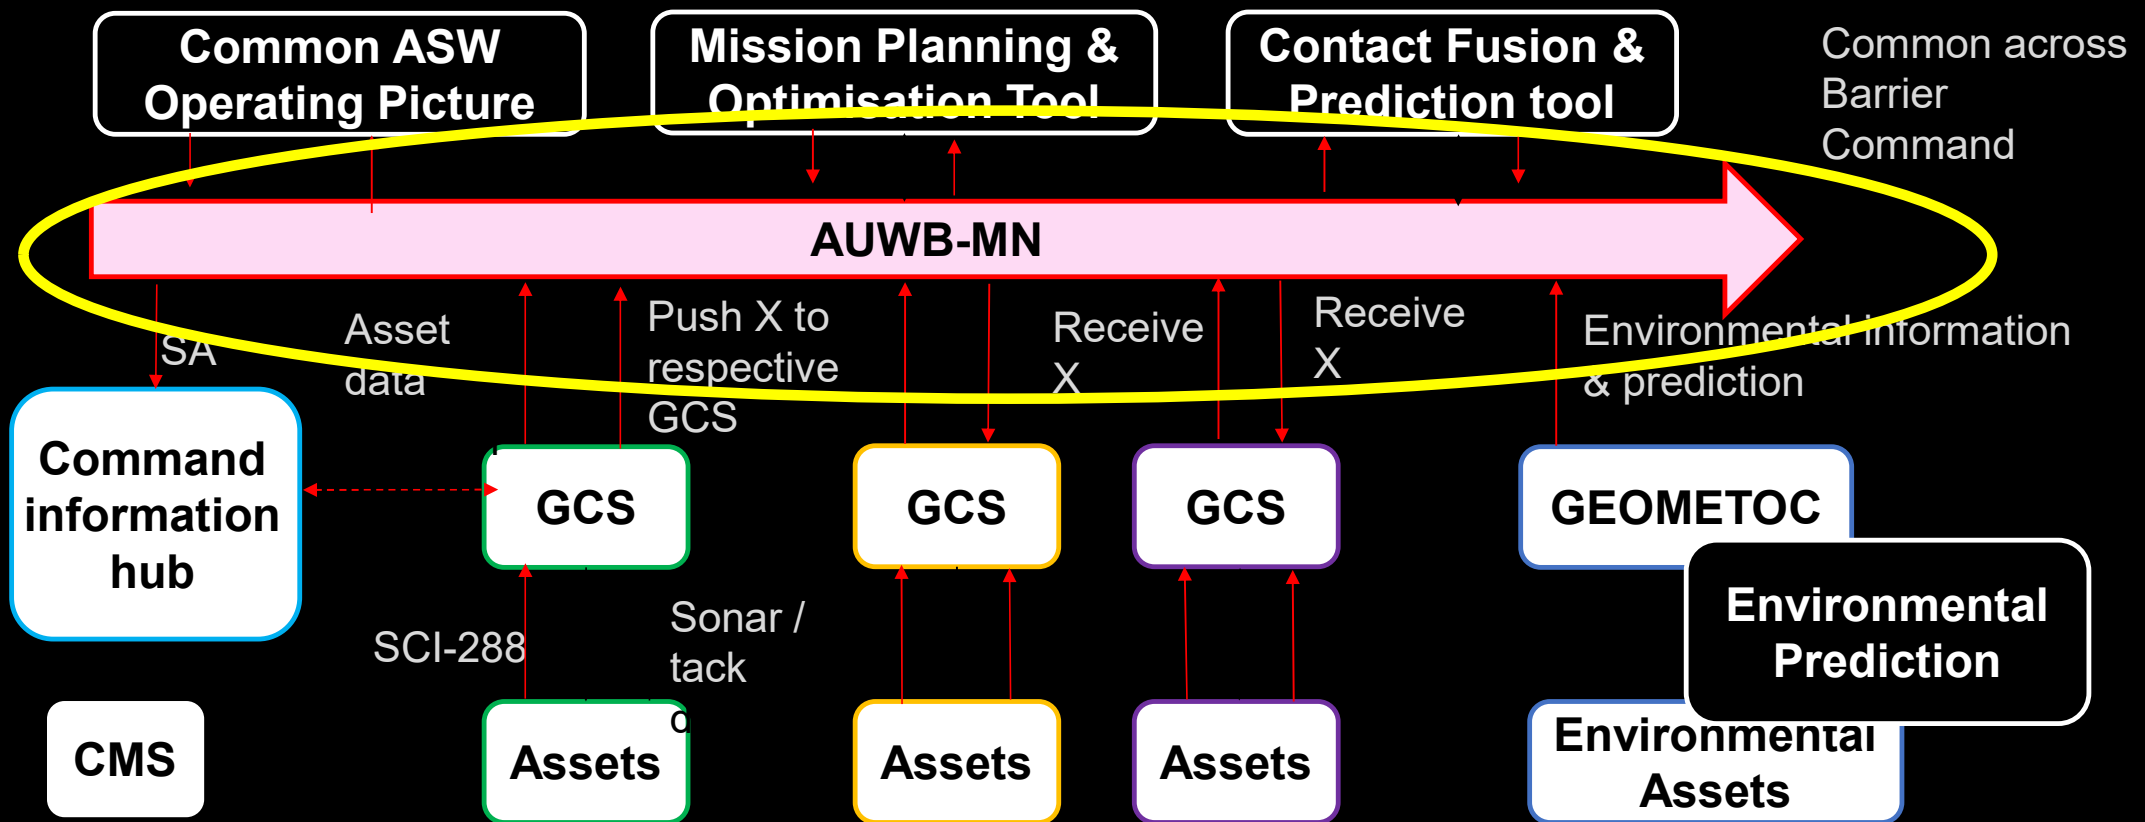 Common ASW
Operating Picture
Mission Planning &
Optimisation Tool
Contact Fusion &
Prediction tool
Common across
Barrier
Command
AUWB-MN
SA
Asset
data
Push X to
respective
GCS
Receive
X
Receive
X
Environmental information
& prediction
Command
information
hub
GCS
GCS
GCS
GEOMETOC
Environmental
Prediction
SCI-288
Sonar /
tack
CMS
Assets
Assets
Assets
Environmental
Assets